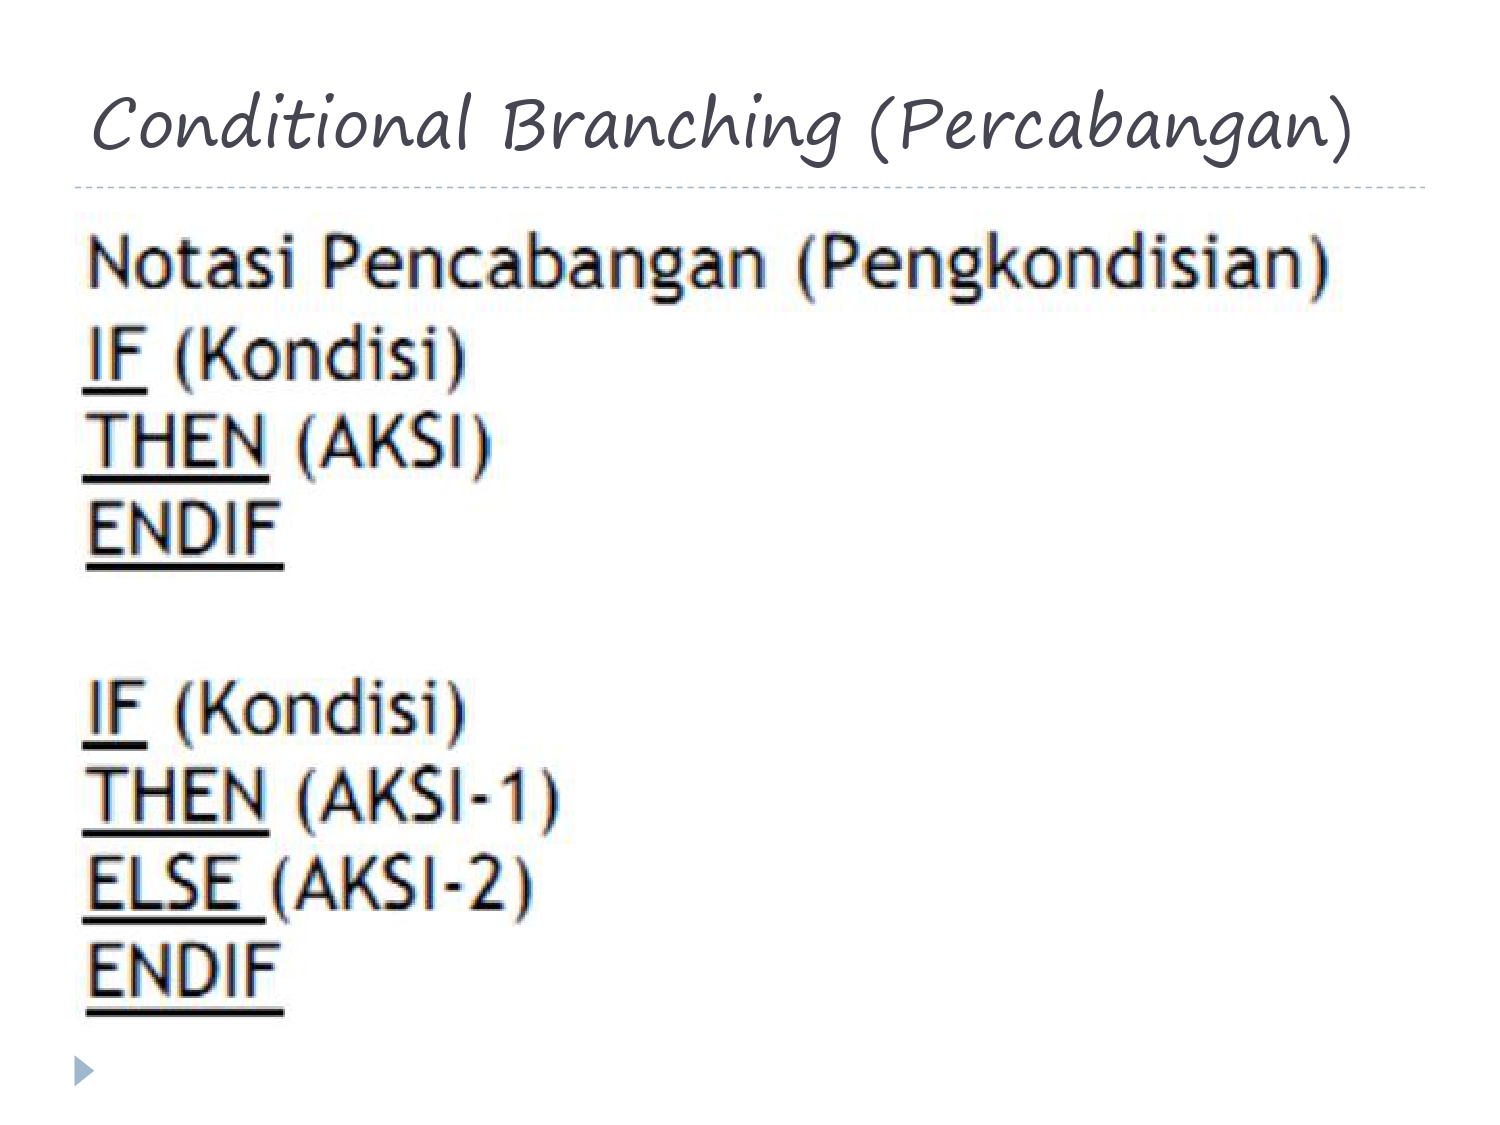 Conditional Branching (Percabangan)
Notasi Pencabangan (Pengkondisian)
IF (Kondisi)
THEN (AKSI)
ENDIF
IF (Kondisi)
THEN (AKSI-1)
ELSE (AKSI-2)
ENDIF